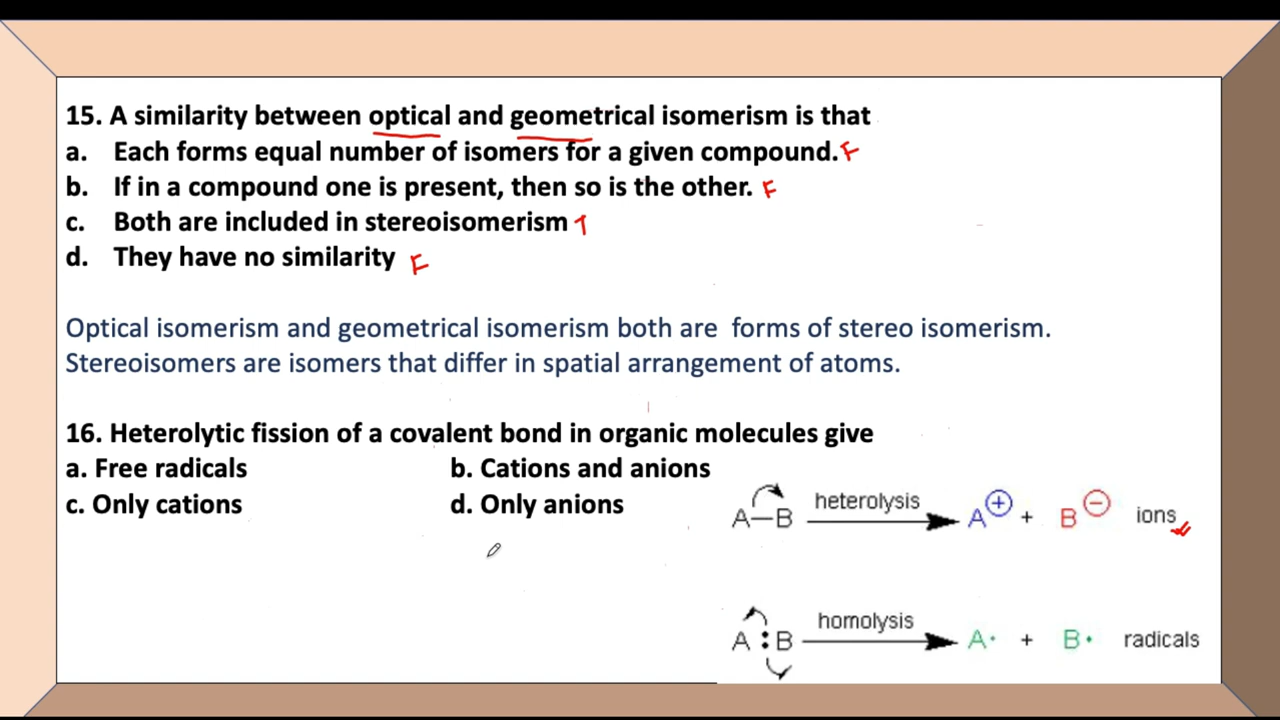 15. A similarity between optical and geometrical isomerism is that
a. Each forms equal number of isomers for a given compound. F
b. If in a compound one is present, then so is the other. F
c. Both are included in stereoisomerism T
d. They have no similarity F
Optical isomerism and geometrical isomerism both are forms of stereo isomerism.
Stereoisomers are isomers that differ in spatial arrangement of atoms.
16. Heterolytic fission of a covalent bond in organic molecules give
a. Free radicals b. Cations and anions
c. Only cations d. Only anions
A—B heterolysis A⊕ + B⊖ ions
A:B homolysis A· + B· radicals